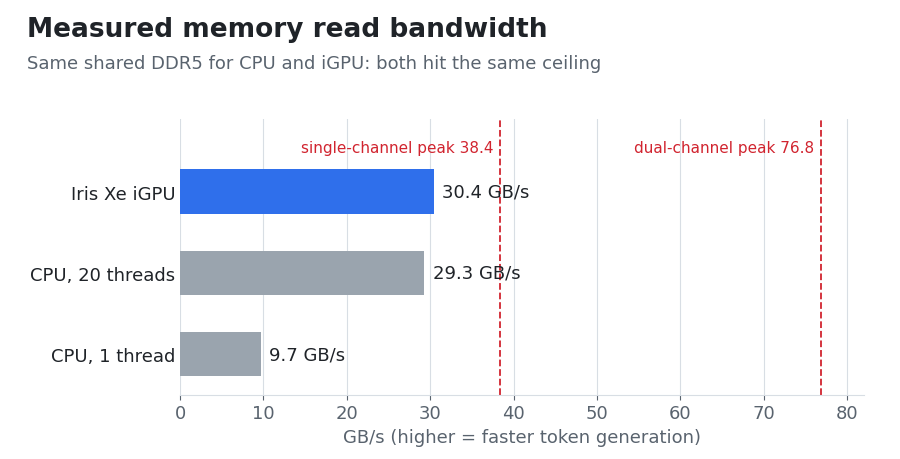 Measured memory read bandwidth
Same shared DDR5 for CPU and iGPU: both hit the same ceiling
single-channel peak 38.4
dual-channel peak 76.8
Iris Xe iGPU
30.4 GB/s
CPU, 20 threads
29.3 GB/s
CPU, 1 thread
9.7 GB/s
0 10 20 30 40 50 60 70 80
GB/s (higher = faster token generation)